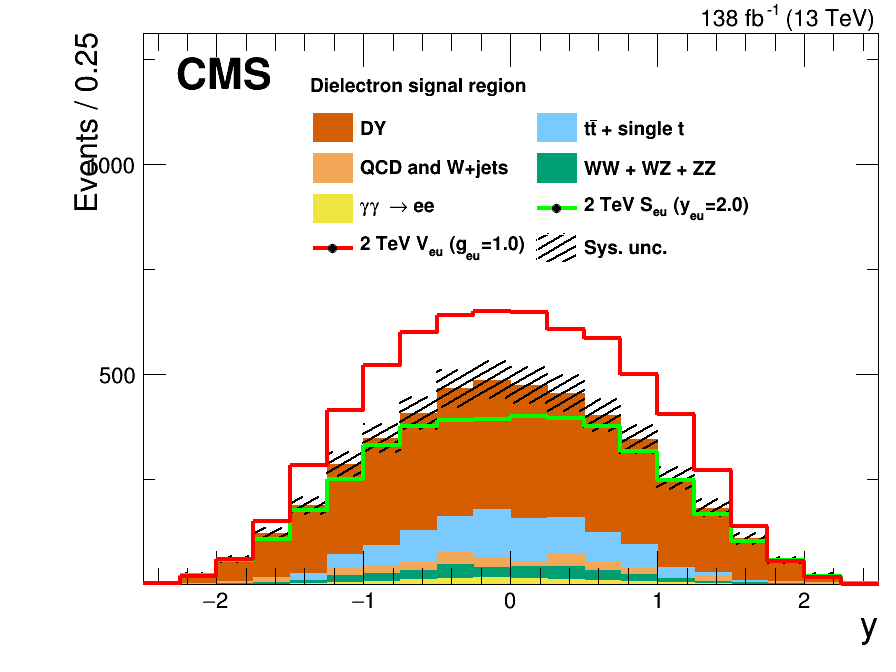 138 fb⁻¹ (13 TeV)
CMS
Dielectron signal region
DY
tt̄ + single t
QCD and W+jets
WW + WZ + ZZ
γγ → ee
2 TeV S_eu (y_eu=2.0)
2 TeV V_eu (g_eu=1.0)
Sys. unc.
Events / 0.25
1000
500
−2 −1 0 1 2
y